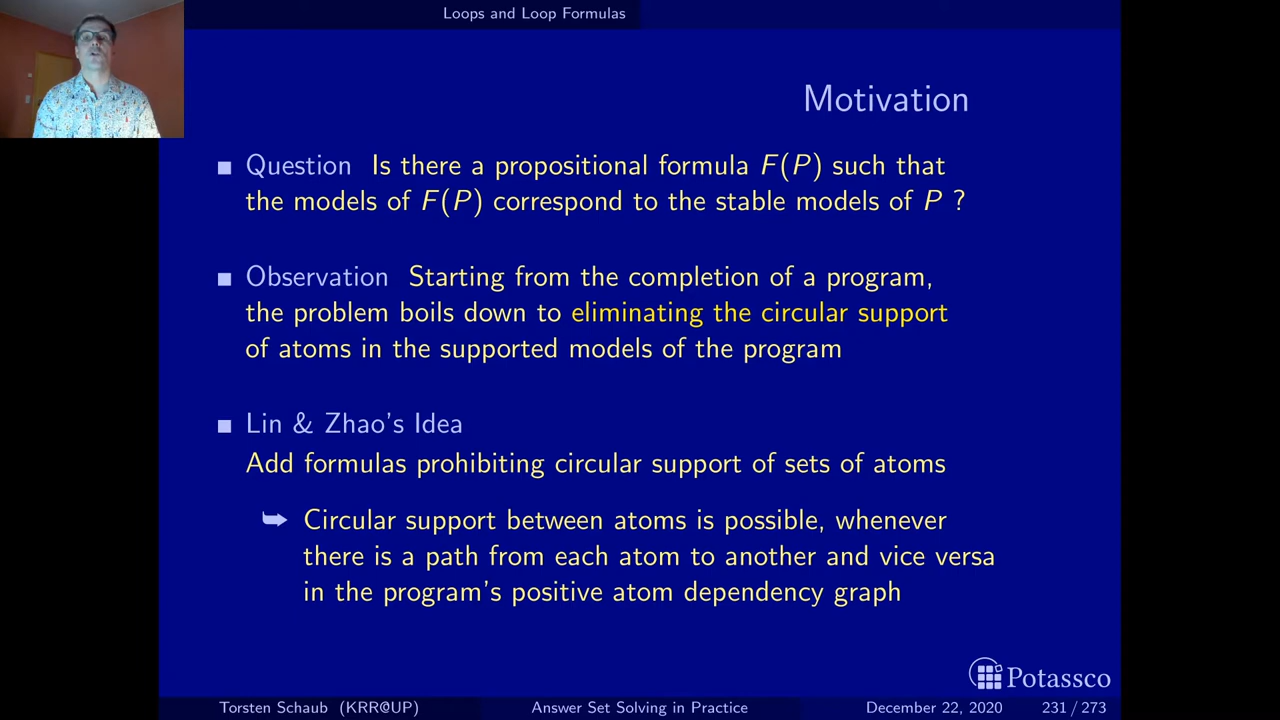 Loops and Loop Formulas
Motivation
Question Is there a propositional formula F(P) such that
the models of F(P) correspond to the stable models of P ?
Observation Starting from the completion of a program,
the problem boils down to eliminating the circular support
of atoms in the supported models of the program
Lin & Zhao's Idea
Add formulas prohibiting circular support of sets of atoms
Circular support between atoms is possible, whenever
there is a path from each atom to another and vice versa
in the program's positive atom dependency graph
Potassco
Torsten Schaub (KRR@UP) Answer Set Solving in Practice December 22, 2020 231 / 273